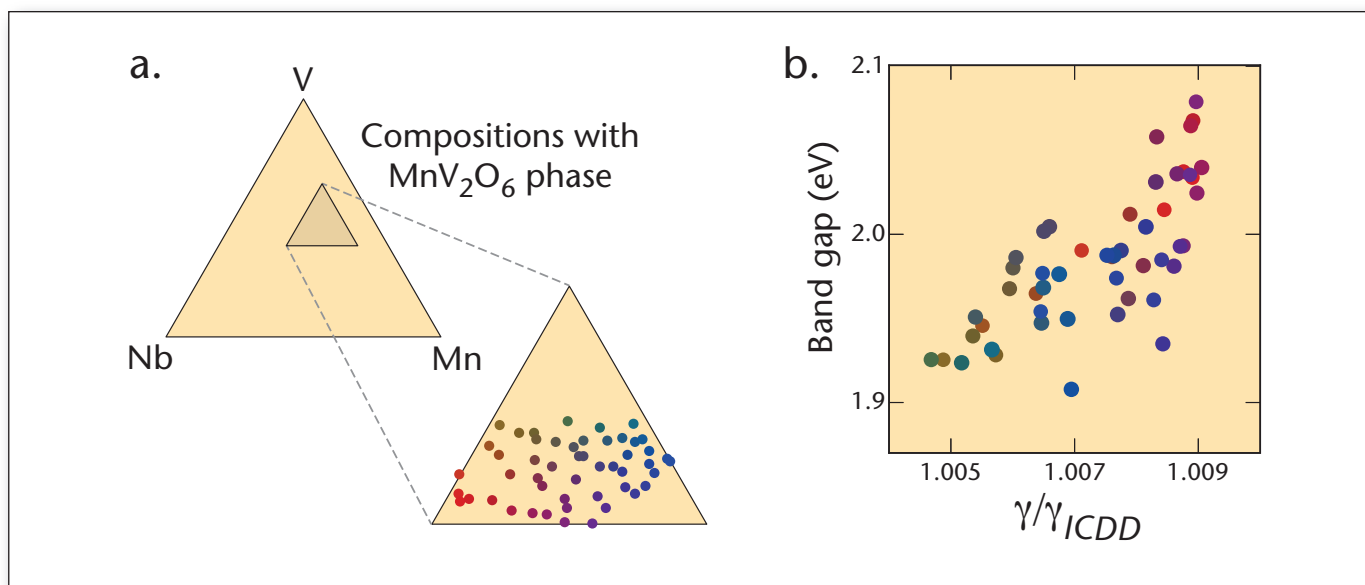 a.
V
Compositions with
MnV₂O₆ phase
Nb
Mn
b.
2.1
2.0
1.9
Band gap (eV)
1.005
1.007
1.009
γ/γICDD